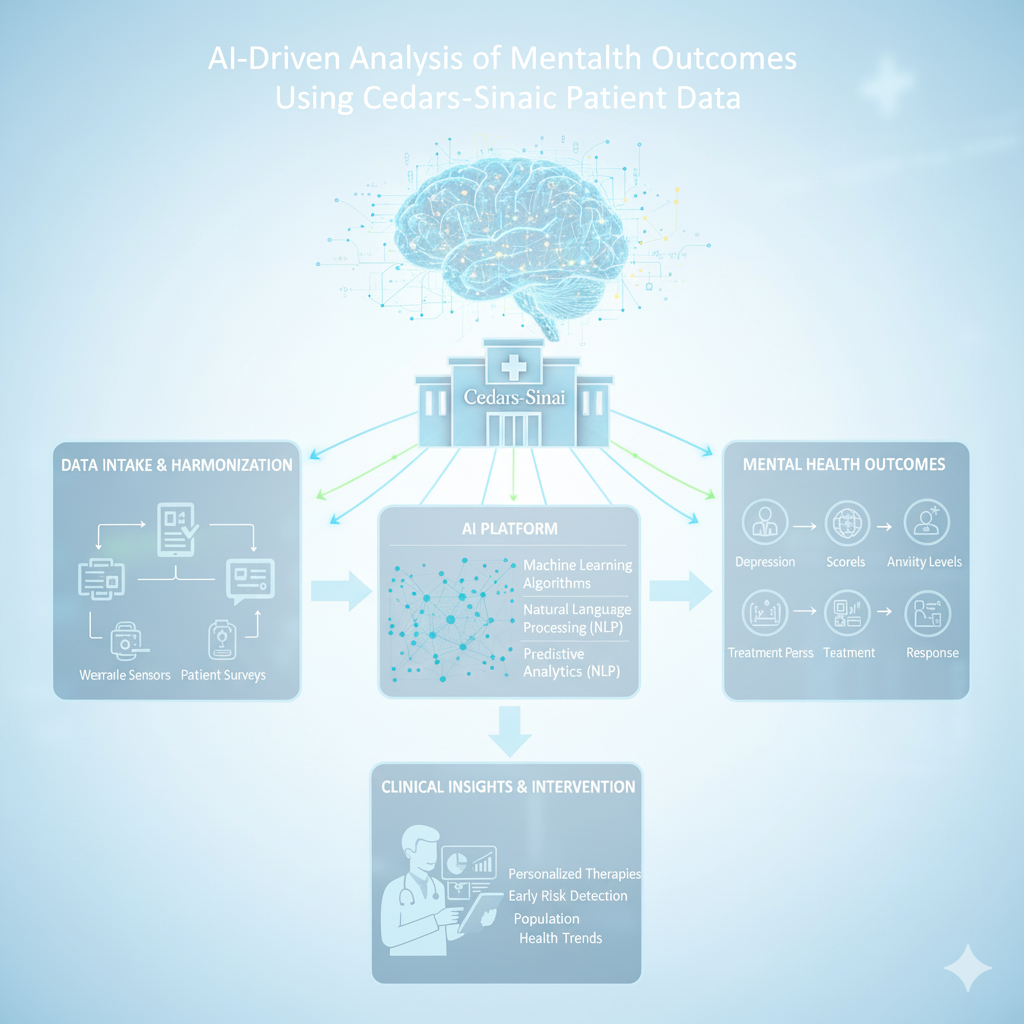 AI-Driven Analysis of Mentalth Outcomes
Using Cedars-Sinaic Patient Data
Cedars-Sinai
DATA INTAKE & HARMONIZATION
Werraile Sensors
Patient Surveys
AI PLATFORM
Machine Learning
Algorithms
Natural Language
Processing (NLP)
Predistive
Analytics (NLP)
MENTAL HEALTH OUTCOMES
Depression
Scorels
Anviity Levels
Treatment Perss
Teatment
Response
CLINICAL INSIGHTS & INTERVENTION
Personalized Therapies
Early Risk Detection
Population
Health Trends